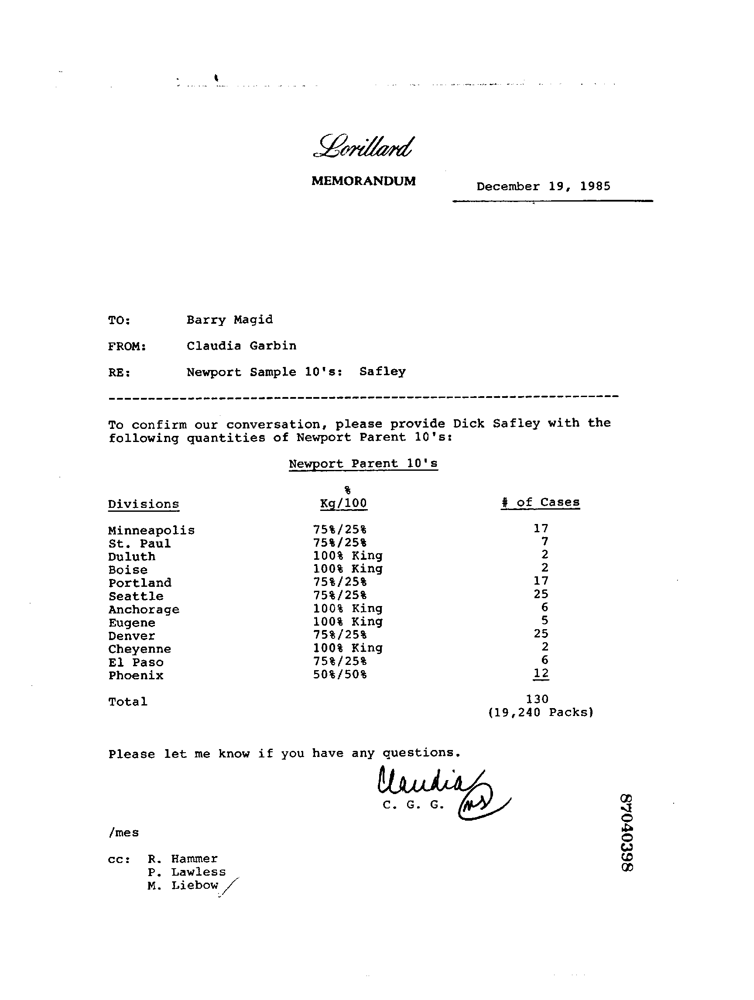 Lorillard
MEMORANDUM
December 19, 1985
TO: Barry Magid
FROM: Claudia Garbin
RE: Newport Sample 10's: Safley
To confirm our conversation, please provide Dick Safley with the
following quantities of Newport Parent 10's:
Newport Parent 10's
%
Divisions Kg/100 # of Cases
Minneapolis 75%/25% 17
St. Paul 75%/25% 7
Duluth 100% King 2
Boise 100% King 2
Portland 75%/25% 17
Seattle 75%/25% 25
Anchorage 100% King 6
Eugene 100% King 5
Denver 75%/25% 25
Cheyenne 100% King 2
El Paso 75%/25% 6
Phoenix 50%/50% 12
Total 130
(19,240 Packs)
Please let me know if you have any questions.
Claudia
C. G. G. ms
/mes
cc: R. Hammer
P. Lawless
M. Liebow
87040398